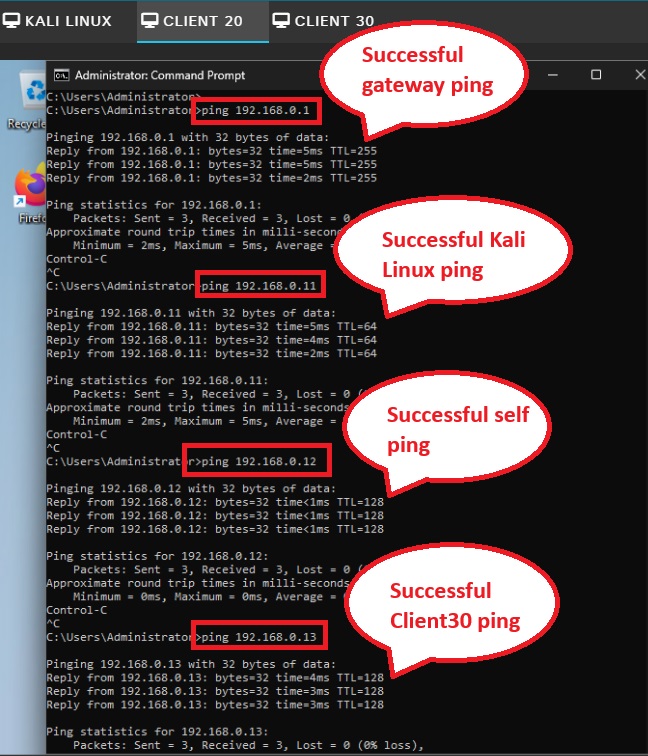 KALI LINUX
CLIENT 20
CLIENT 30
Successful
gateway ping
Administrator: Command Prompt
Recycle
Firefo
C:\Users\Administrator>
C:\Users\Administrator>ping 192.168.0.1
Pinging 192.168.0.1 with 32 bytes of data:
Reply from 192.168.0.1: bytes=32 time=5ms TTL=255
Reply from 192.168.0.1: bytes=32 time=5ms TTL=255
Reply from 192.168.0.1: bytes=32 time=2ms TTL=255
Ping statistics for 192.168.0.1:
Packets: Sent = 3, Received = 3, Lost = 0
Approximate round trip times in milli-second
Minimum = 2ms, Maximum = 5ms, Average =
Control-C
^C
Successful Kali
Linux ping
C:\Users\Administrator>ping 192.168.0.11
Pinging 192.168.0.11 with 32 bytes of data:
Reply from 192.168.0.11: bytes=32 time=5ms TTL=64
Reply from 192.168.0.11: bytes=32 time=4ms TTL=64
Reply from 192.168.0.11: bytes=32 time=2ms TTL=64
Ping statistics for 192.168.0.11:
Packets: Sent = 3, Received = 3, Lost = 0 (
Approximate round trip times in milli-seconds
Minimum = 2ms, Maximum = 5ms, Average
Control-C
^C
Successful self
ping
C:\Users\Administrator>ping 192.168.0.12
Pinging 192.168.0.12 with 32 bytes of data:
Reply from 192.168.0.12: bytes=32 time<1ms TTL=128
Reply from 192.168.0.12: bytes=32 time<1ms TTL=128
Reply from 192.168.0.12: bytes=32 time<1ms TTL=128
Ping statistics for 192.168.0.12:
Packets: Sent = 3, Received = 3, Lost = 0 (
Approximate round trip times in milli-seconds
Minimum = 0ms, Maximum = 0ms, Average =
Control-C
^C
Successful
Client30 ping
C:\Users\Administrator>ping 192.168.0.13
Pinging 192.168.0.13 with 32 bytes of data:
Reply from 192.168.0.13: bytes=32 time=4ms TTL=128
Reply from 192.168.0.13: bytes=32 time=3ms TTL=128
Reply from 192.168.0.13: bytes=32 time=3ms TTL=128
Ping statistics for 192.168.0.13:
Packets: Sent = 3, Received = 3, Lost = 0 (0% loss),